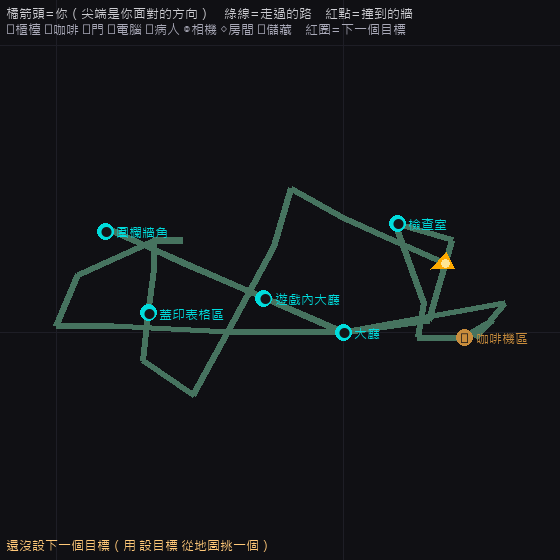 橘箭頭=你（尖端是你面對的方向） 綠線=走過的路 紅點=撞到的牆
櫃檯 咖啡 門 電腦 病人 相機 ◇房間 儲藏 紅圈=下一個目標
檢查室
圍欄牆角
遊戲內大廳
蓋印表格區
大廳
咖啡機區
還沒設下一個目標（用 設目標 從地圖挑一個）